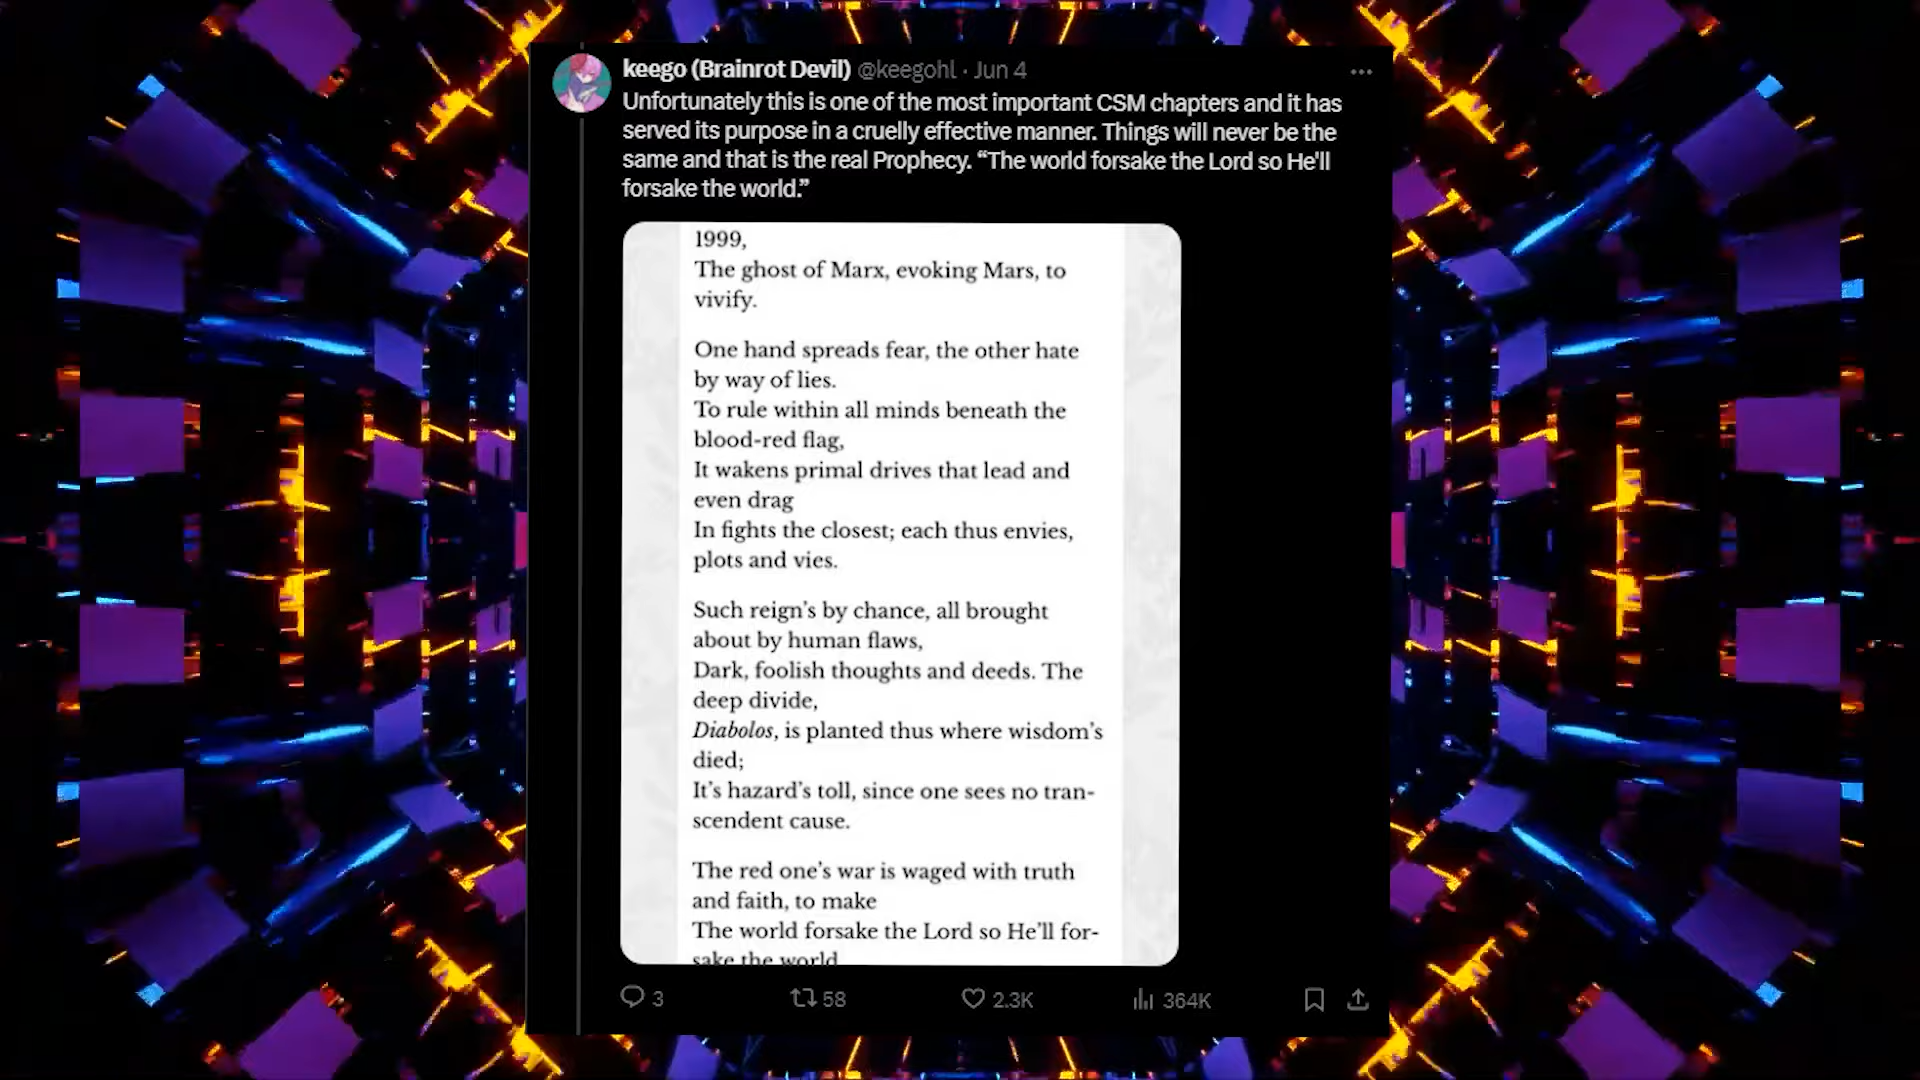 keego (Brainrot Devil) @keegohl · Jun 4
Unfortunately this is one of the most important CSM chapters and it has
served its purpose in a cruelly effective manner. Things will never be the
same and that is the real Prophecy. “The world forsake the Lord so He'll
forsake the world.”
1999,
The ghost of Marx, evoking Mars, to
vivify.
One hand spreads fear, the other hate
by way of lies.
To rule within all minds beneath the
blood-red flag,
It wakens primal drives that lead and
even drag
In fights the closest; each thus envies,
plots and vies.
Such reign’s by chance, all brought
about by human flaws,
Dark, foolish thoughts and deeds. The
deep divide,
Diabolos, is planted thus where wisdom’s
died;
It’s hazard’s toll, since one sees no tran-
scendent cause.
The red one’s war is waged with truth
and faith, to make
The world forsake the Lord so He’ll for-
sake the world
3 58 2.3K 364K